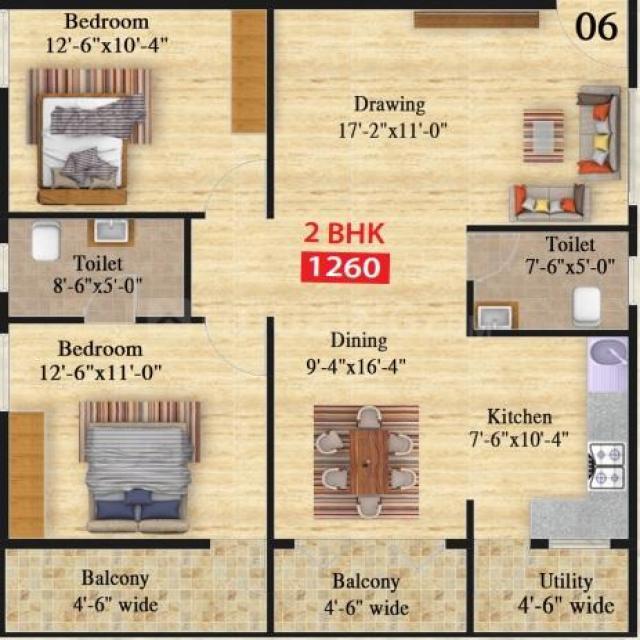 Bedroom
12'-6"x10'-4"
06
Drawing
17'-2"x11'-0"
2 BHK
1260
Toilet
8'-6"x5'-0"
Toilet
7'-6"x5'-0"
Bedroom
12'-6"x11'-0"
Dining
9'-4"x16'-4"
Kitchen
7'-6"x10'-4"
Balcony
4'-6" wide
Balcony
4'-6" wide
Utility
4'-6" wide